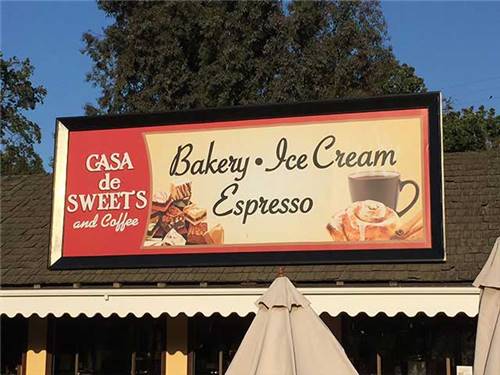 CASA
de
SWEETS
and Coffee
Bakery • Ice Cream
Espresso